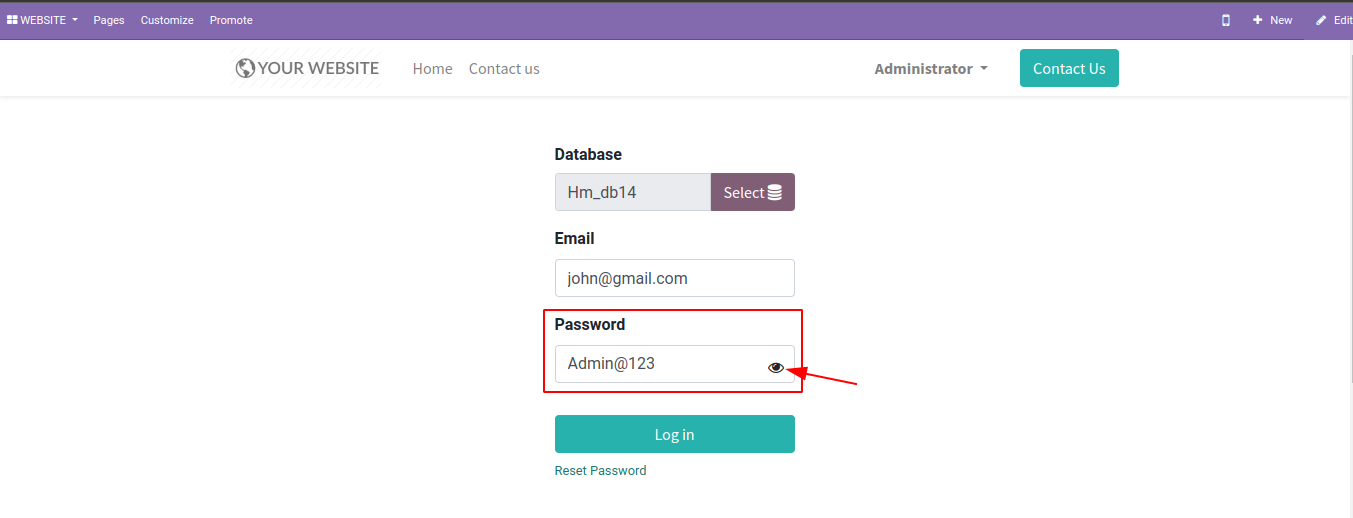 WEBSITE Pages Customize Promote New Edit
YOUR WEBSITE Home Contact us Administrator Contact Us
Database
Hm_db14 Select
Email
john@gmail.com
Password
Admin@123
Log in
Reset Password